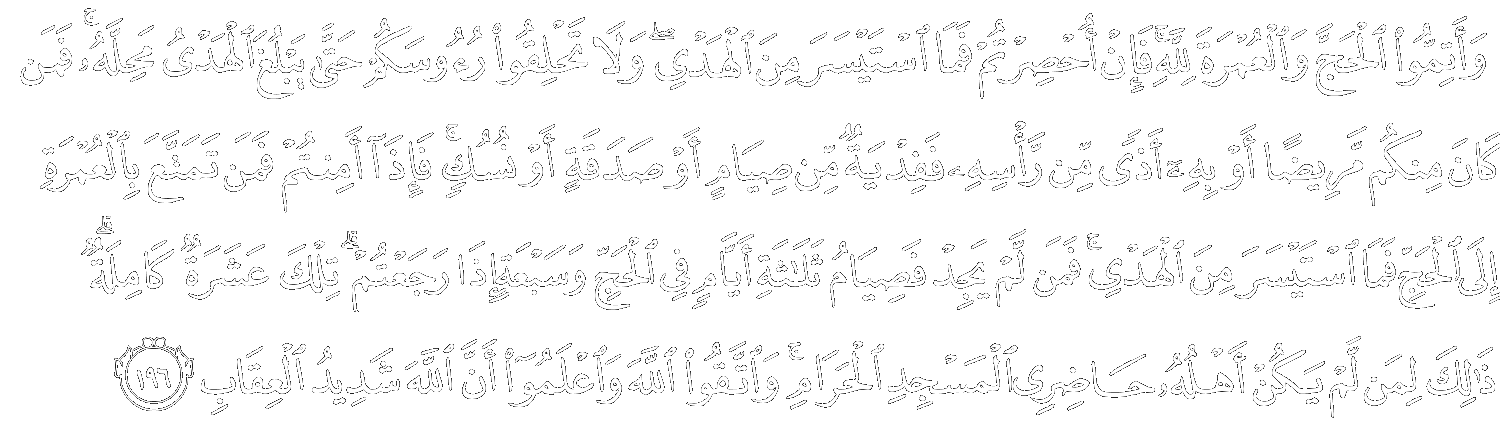 وَأَتِمُّوا۟ ٱلْحَجَّ وَٱلْعُمْرَةَ لِلَّهِ ۚ فَإِنْ أُحْصِرْتُمْ فَمَا ٱسْتَيْسَرَ مِنَ ٱلْهَدْىِ ۖ وَلَا تَحْلِقُوا۟ رُءُوسَكُمْ حَتَّىٰ يَبْلُغَ ٱلْهَدْىُ مَحِلَّهُۥ ۚ فَمَن
كَانَ مِنكُم مَّرِيضًا أَوْ بِهِۦٓ أَذًى مِّن رَّأْسِهِۦ فَفِدْيَةٌ مِّن صِيَامٍ أَوْ صَدَقَةٍ أَوْ نُسُكٍ ۚ فَإِذَآ أَمِنتُمْ فَمَن تَمَتَّعَ بِٱلْعُمْرَةِ
إِلَى ٱلْحَجِّ فَمَا ٱسْتَيْسَرَ مِنَ ٱلْهَدْىِ ۚ فَمَن لَّمْ يَجِدْ فَصِيَامُ ثَلَٰثَةِ أَيَّامٍ فِى ٱلْحَجِّ وَسَبْعَةٍ إِذَا رَجَعْتُمْ ۗ تِلْكَ عَشَرَةٌ كَامِلَةٌ ۗ
ذَٰلِكَ لِمَن لَّمْ يَكُنْ أَهْلُهُۥ حَاضِرِى ٱلْمَسْجِدِ ٱلْحَرَامِ ۚ وَٱتَّقُوا۟ ٱللَّهَ وَٱعْلَمُوٓا۟ أَنَّ ٱللَّهَ شَدِيدُ ٱلْعِقَابِ ١٩٦